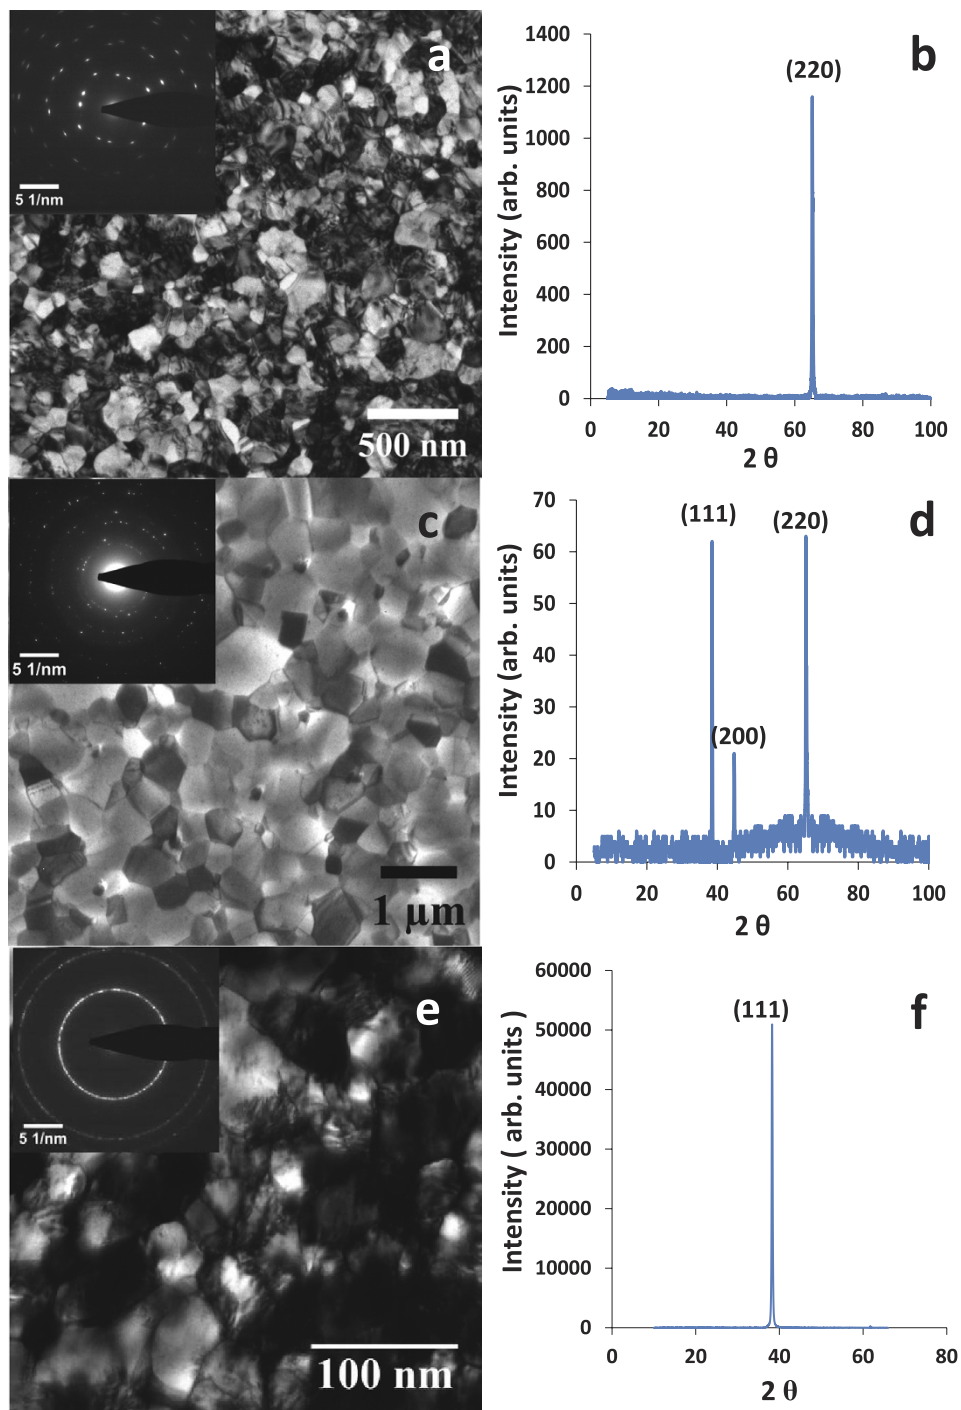 a
5 1/nm
500 nm
b
(220)
Intensity (arb. units)
1400
1200
1000
800
600
400
200
0
0 20 40 60 80 100
2 θ
c
5 1/nm
1 μm
d
(111)
(220)
(200)
Intensity (arb. units)
70
60
50
40
30
20
10
0
0 20 40 60 80 100
2 θ
e
5 1/nm
100 nm
f
(111)
Intensity ( arb. units )
60000
50000
40000
30000
20000
10000
0
0 20 40 60 80
2 θ